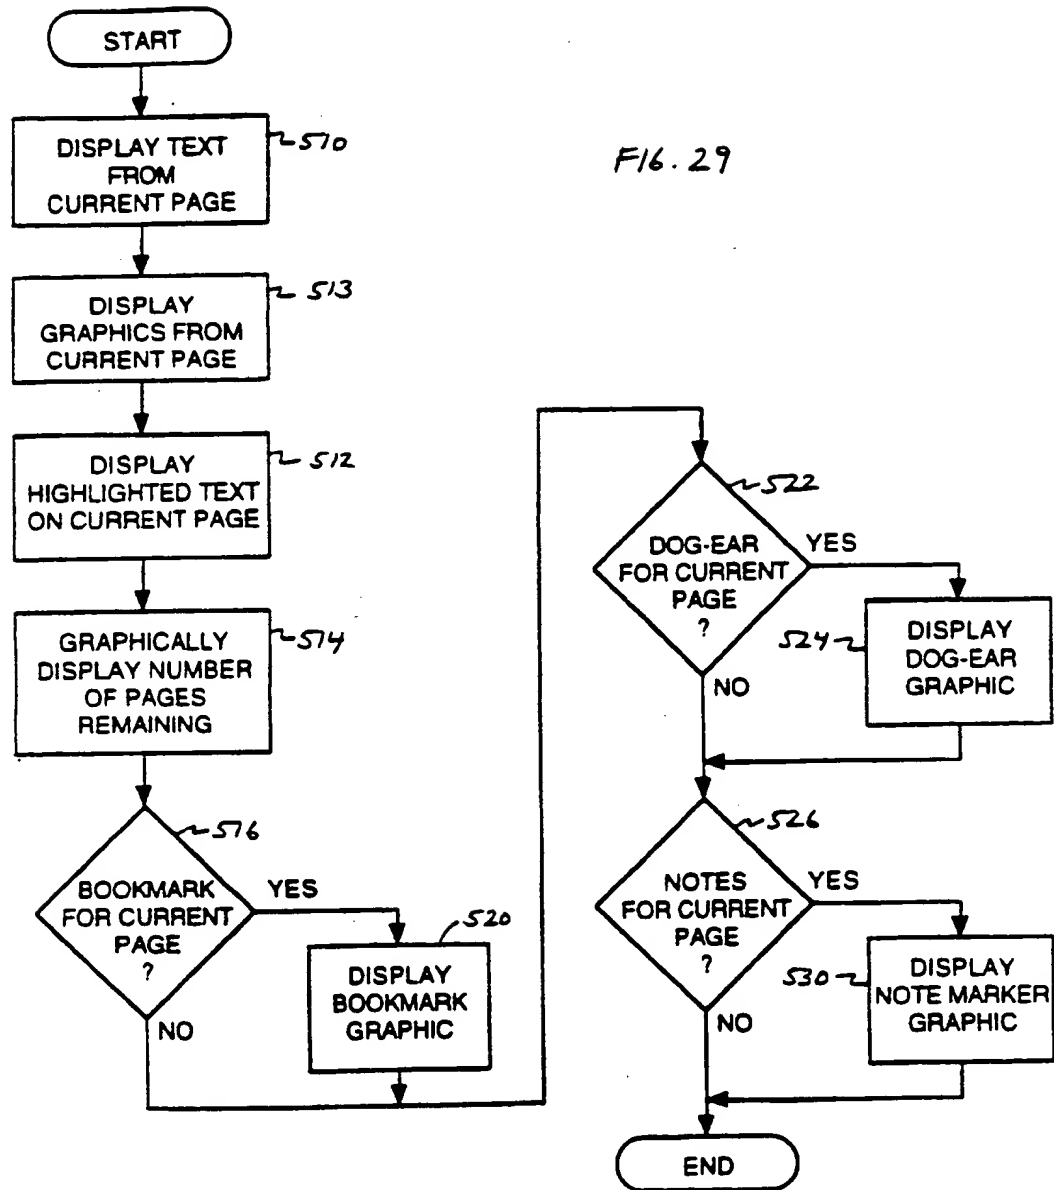 START
DISPLAY TEXT
FROM
CURRENT PAGE
510
FIG. 29
DISPLAY
GRAPHICS FROM
CURRENT PAGE
513
DISPLAY
HIGHLIGHTED TEXT
ON CURRENT PAGE
512
GRAPHICALLY
DISPLAY NUMBER
OF PAGES
REMAINING
514
BOOKMARK
FOR CURRENT
PAGE
?
516
YES
NO
DISPLAY
BOOKMARK
GRAPHIC
520
DOG-EAR
FOR CURRENT
PAGE
?
522
YES
NO
DISPLAY
DOG-EAR
GRAPHIC
524
NOTES
FOR CURRENT
PAGE
?
526
YES
NO
DISPLAY
NOTE MARKER
GRAPHIC
530
END